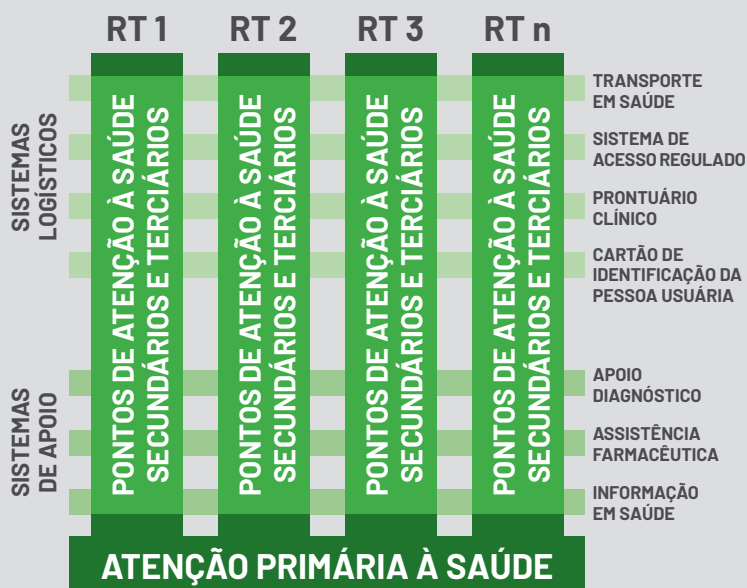 RT 1
RT 2
RT 3
RT n
SISTEMAS
LOGÍSTICOS
SISTEMAS
DE APOIO
PONTOS DE ATENÇÃO À SAÚDE
SECUNDÁRIOS E TERCIÁRIOS
PONTOS DE ATENÇÃO À SAÚDE
SECUNDÁRIOS E TERCIÁRIOS
PONTOS DE ATENÇÃO À SAÚDE
SECUNDÁRIOS E TERCIÁRIOS
PONTOS DE ATENÇÃO À SAÚDE
SECUNDÁRIOS E TERCIÁRIOS
TRANSPORTE
EM SAÚDE
SISTEMA DE
ACESSO REGULADO
PRONTUÁRIO
CLÍNICO
CARTÃO DE
IDENTIFICAÇÃO DA
PESSOA USUÁRIA
APOIO
DIAGNÓSTICO
ASSISTÊNCIA
FARMACÊUTICA
INFORMAÇÃO
EM SAÚDE
ATENÇÃO PRIMÁRIA À SAÚDE